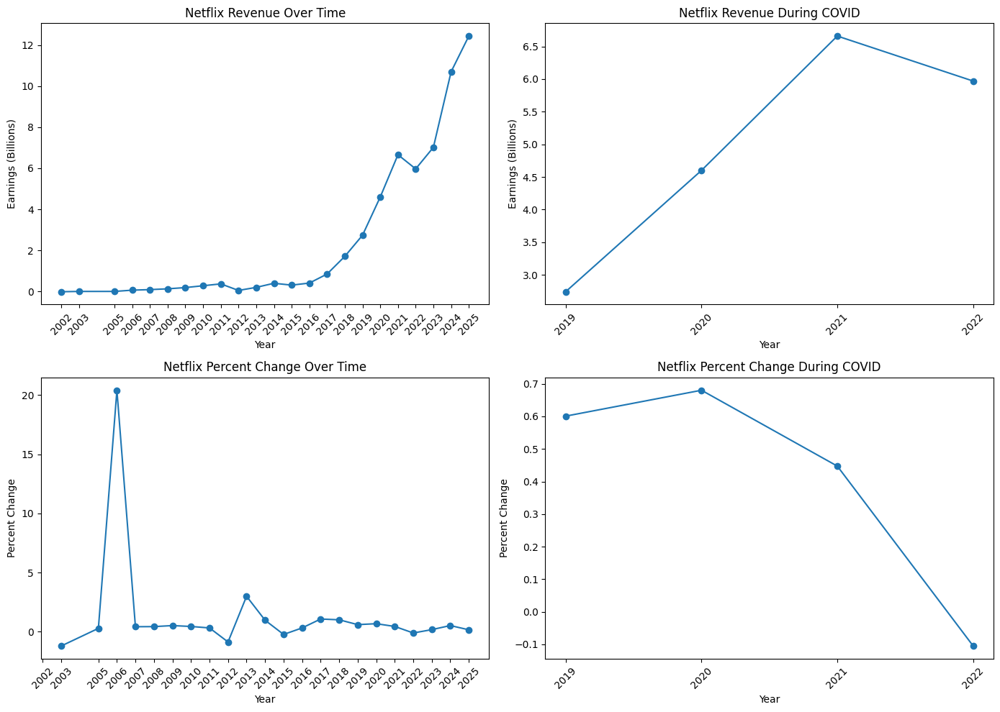 Netflix Revenue Over Time
Earnings (Billions)
12
10
8
6
4
2
0
2002 2003 2005 2006 2007 2008 2009 2010 2011 2012 2013 2014 2015 2016 2017 2018 2019 2020 2021 2022 2023 2024 2025
Year
Netflix Revenue During COVID
Earnings (Billions)
6.5
6.0
5.5
5.0
4.5
4.0
3.5
3.0
2019 2020 2021 2022
Year
Netflix Percent Change Over Time
Percent Change
20
15
10
5
0
2002 2003 2005 2006 2007 2008 2009 2010 2011 2012 2013 2014 2015 2016 2017 2018 2019 2020 2021 2022 2023 2024 2025
Year
Netflix Percent Change During COVID
Percent Change
0.7
0.6
0.5
0.4
0.3
0.2
0.1
0.0
−0.1
2019 2020 2021 2022
Year